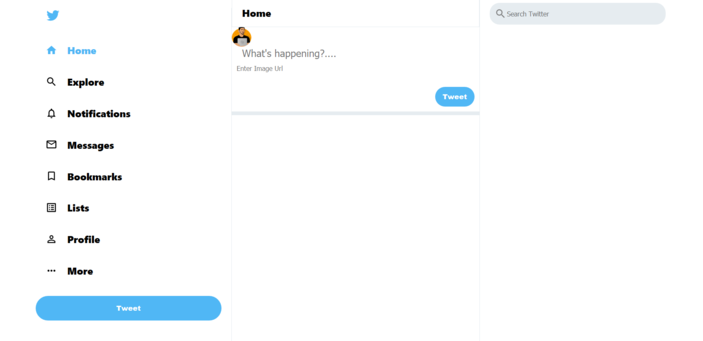 Home
Explore
Notifications
Messages
Bookmarks
Lists
Profile
More
Tweet
Home
What's happening?....
Enter Image Url
Tweet
Search Twitter